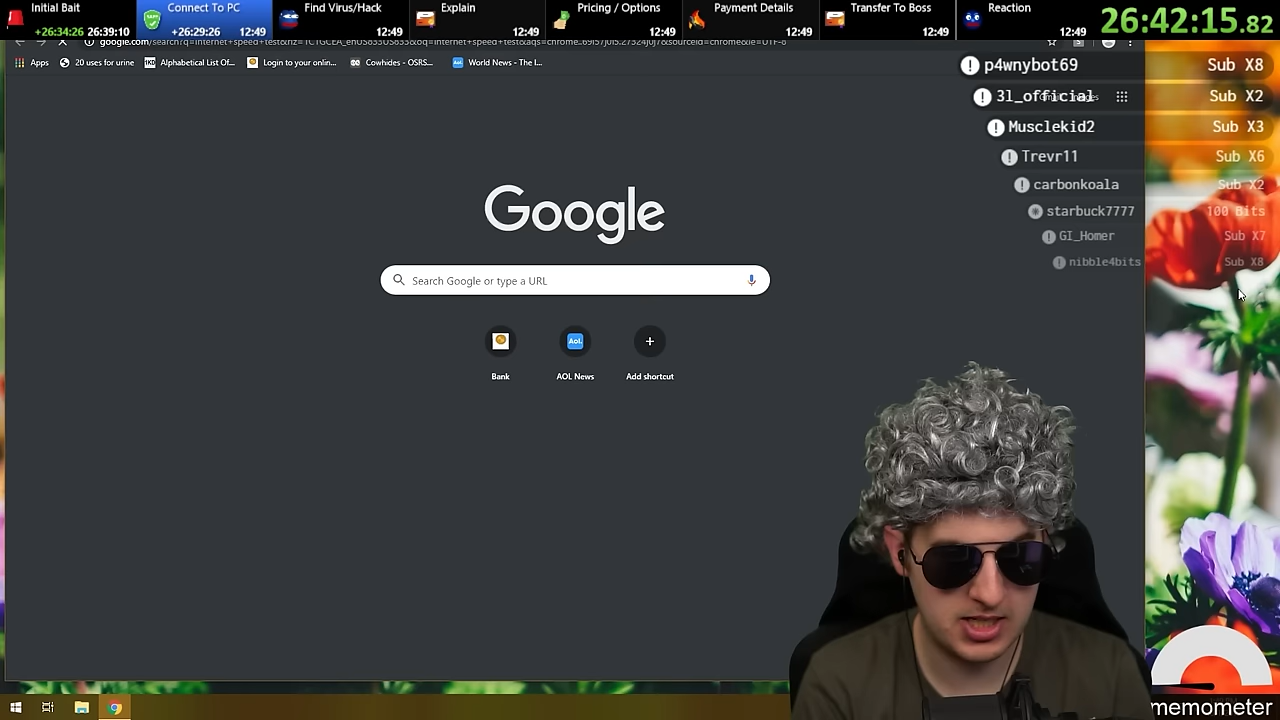 Initial Bait
+26:34:26 26:39:10
Connect To PC
+26:29:26 12:49
Find Virus/Hack
12:49
Explain
12:49
Pricing / Options
12:49
Payment Details
12:49
Transfer To Boss
12:49
Reaction
12:49
26:42:15.82
Apps
20 uses for urine
Alphabetical List Of...
Login to your onlin...
Cowhides - OSRS...
World News - The I...
p4wnybot69 Sub X8
3l_official Sub X2
Musclekid2 Sub X3
Trevr11 Sub X6
carbonkoala Sub X2
starbuck7777 100 Bits
GI_Homer Sub X7
nibble4bits Sub X8
Google
Search Google or type a URL
Aol.
Bank
AOL News
Add shortcut
memometer